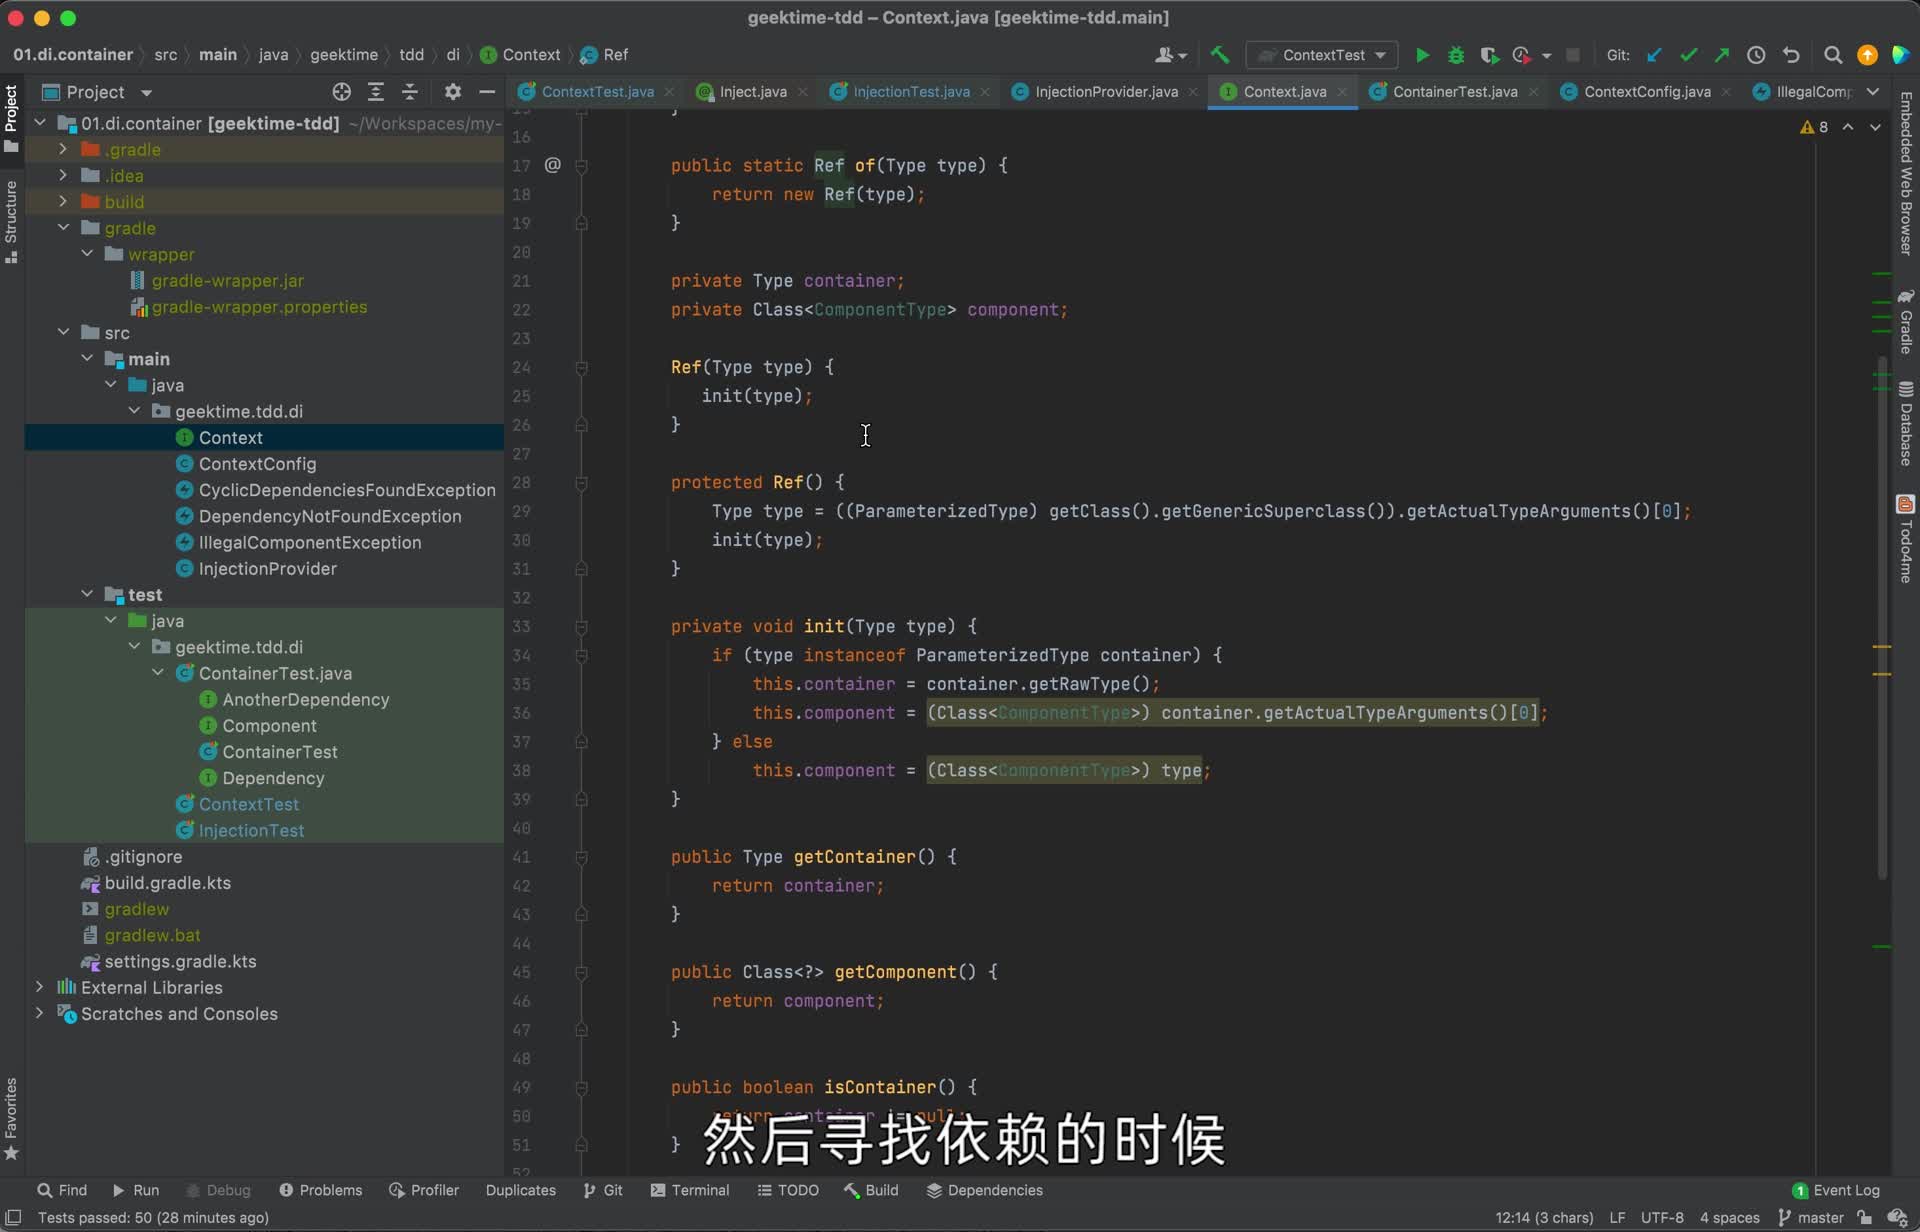 geektime-tdd – Context.java [geektime-tdd.main]
01.di.container src main java geektime tdd di Context Ref
ContextTest
Git:
Project
ContextTest.java
Inject.java
InjectionTest.java
InjectionProvider.java
Context.java
ContainerTest.java
ContextConfig.java
IllegalComp
Project
Structure
Favorites
01.di.container [geektime-tdd] ~/Workspaces/my-
.gradle
.idea
build
gradle
wrapper
gradle-wrapper.jar
gradle-wrapper.properties
src
main
java
geektime.tdd.di
Context
ContextConfig
CyclicDependenciesFoundException
DependencyNotFoundException
IllegalComponentException
InjectionProvider
test
java
geektime.tdd.di
ContainerTest.java
AnotherDependency
Component
ContainerTest
Dependency
ContextTest
InjectionTest
.gitignore
build.gradle.kts
gradlew
gradlew.bat
settings.gradle.kts
External Libraries
Scratches and Consoles
8
15 }
16
17 @ public static Ref of(Type type) {
18 return new Ref(type);
19 }
20
21 private Type container;
22 private Class<ComponentType> component;
23
24 Ref(Type type) {
25 init(type);
26 }
27
28 protected Ref() {
29 Type type = ((ParameterizedType) getClass().getGenericSuperclass()).getActualTypeArguments()[0];
30 init(type);
31 }
32
33 private void init(Type type) {
34 if (type instanceof ParameterizedType container) {
35 this.container = container.getRawType();
36 this.component = (Class<ComponentType>) container.getActualTypeArguments()[0];
37 } else
38 this.component = (Class<ComponentType>) type;
39 }
40
41 public Type getContainer() {
42 return container;
43 }
44
45 public Class<?> getComponent() {
46 return component;
47 }
48
49 public boolean isContainer() {
50 return container != null;
51 }
52
然后寻找依赖的时候
Embedded Web Browser
Gradle
Database
Todo4me
Find Run Debug Problems Profiler Duplicates Git Terminal TODO Build Dependencies
1 Event Log
Tests passed: 50 (28 minutes ago)
12:14 (3 chars) LF UTF-8 4 spaces master